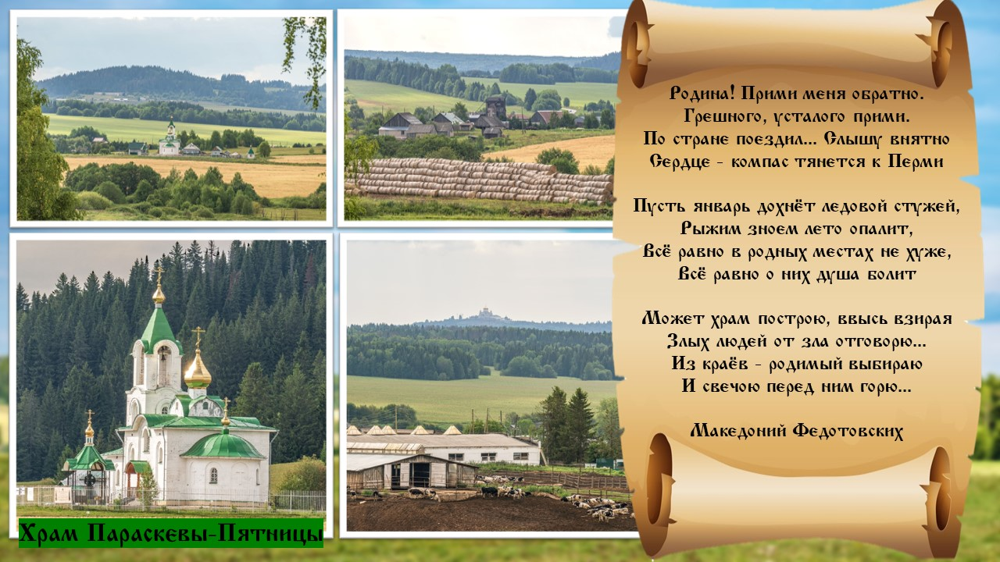 Родина! Прими меня обратно.
Грешного, усталого прими.
По стране поездил... Слышу внятно
Сердце - компас тянется к Перми
Пусть январь дохнёт ледовой стужей,
Рыжим зноем лето опалит,
Всё равно в родных местах не хуже,
Всё равно о них душа болит
Может храм построю, ввысь взирая
Злых людей от зла отговорю...
Из краёв - родимый выбираю
И свечою перед ним горю...
Македоний Федотовских
Храм Параскевы-Пятницы